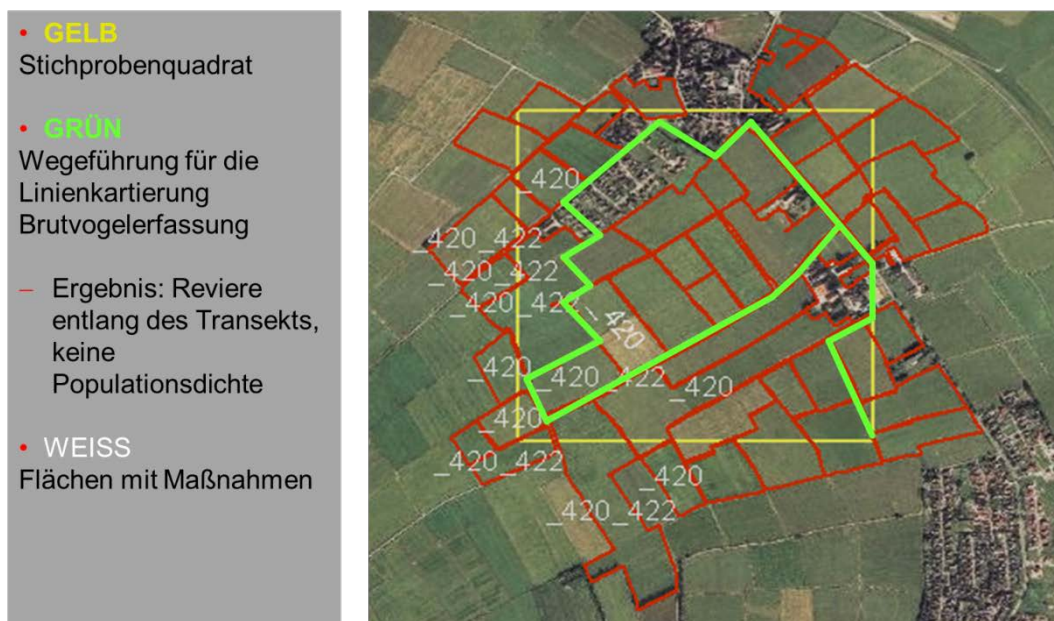 • GELB
Stichprobenquadrat
• GRÜN
Wegeführung für die
Linienkartierung
Brutvogelerfassung
– Ergebnis: Reviere
entlang des Transekts,
keine
Populationsdichte
• WEISS
Flächen mit Maßnahmen
_420
_420_422
_420_422
_420_422
_420
_420
_420_422
_420
_420
_420_422
_420
_420_422